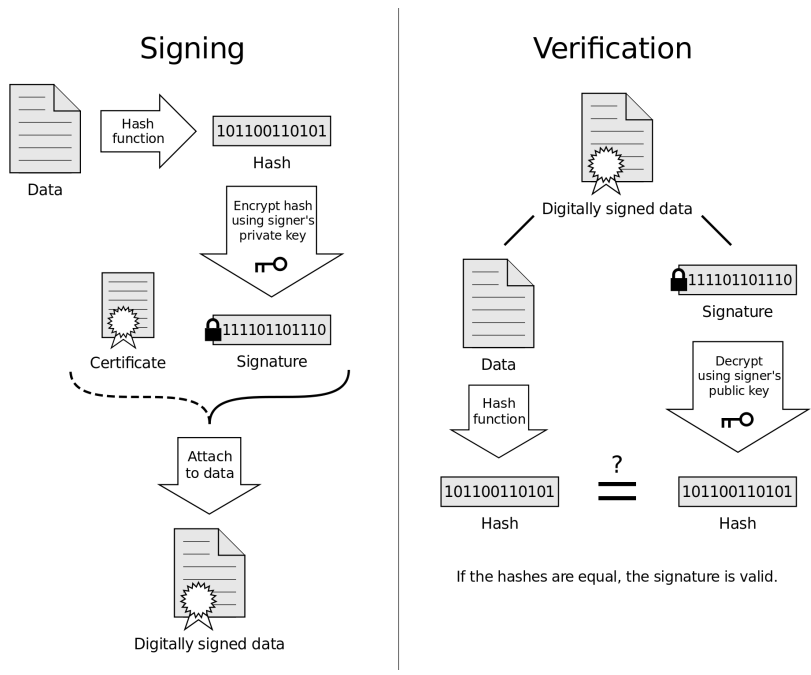 Signing
Hash
function
101100110101
Hash
Data
Encrypt hash
using signer's
private key
111101101110
Certificate
Signature
Attach
to data
Digitally signed data
Verification
Digitally signed data
111101101110
Signature
Data
Hash
function
Decrypt
using signer's
public key
?
101100110101
101100110101
Hash
Hash
If the hashes are equal, the signature is valid.